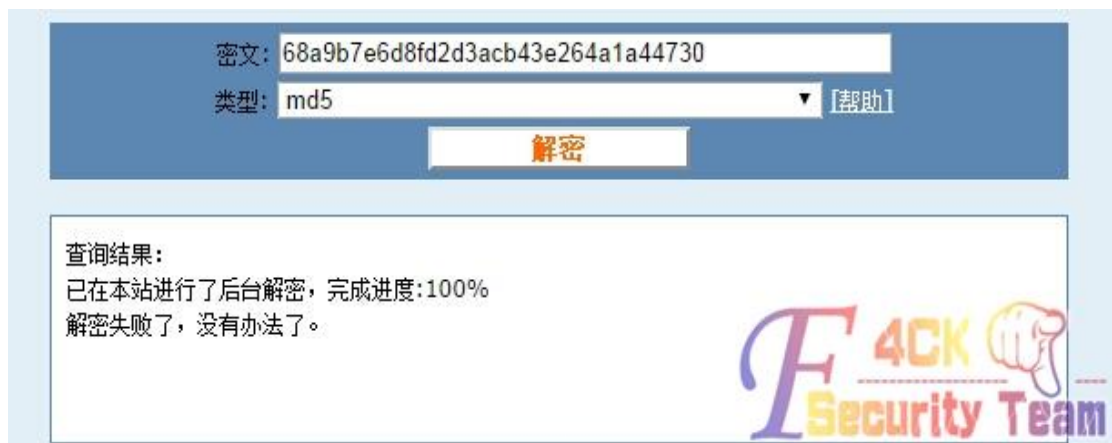 密文: 68a9b7e6d8fd2d3acb43e264a1a44730
类型: md5 [帮助]
解密
查询结果:
已在本站进行了后台解密，完成进度:100%
解密失败了，没有办法了。
F4CK
Security Team